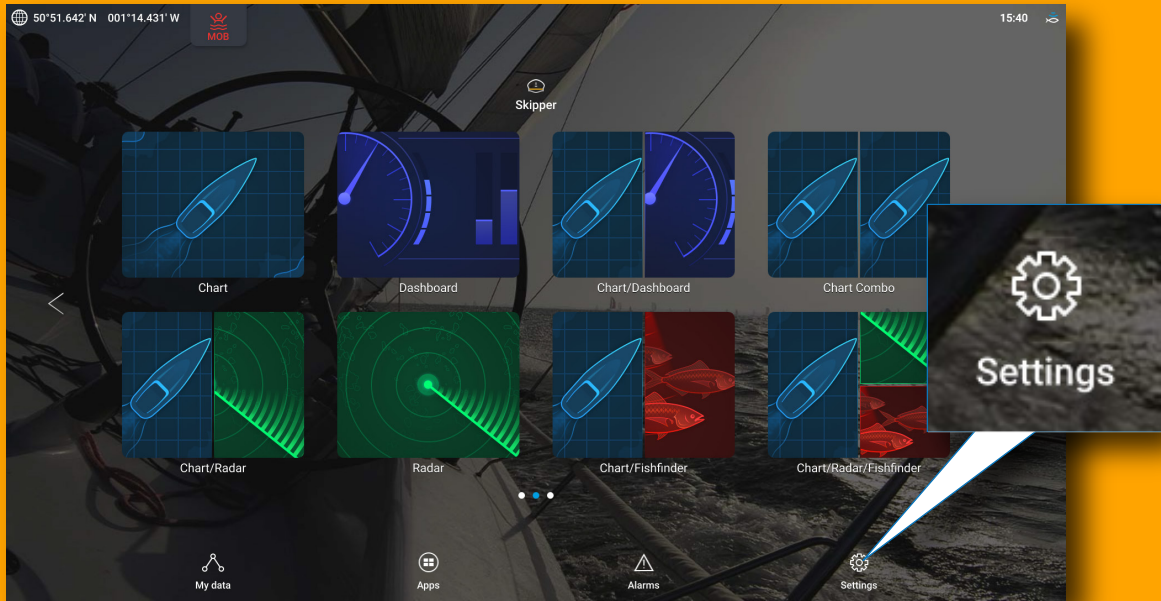 50°51.642' N 001°14.431' W
MOB
15:40
Skipper
Chart
Dashboard
Chart/Dashboard
Chart Combo
Settings
Chart/Radar
Radar
Chart/Fishfinder
Chart/Radar/Fishfinder
My data
Apps
Alarms
Settings